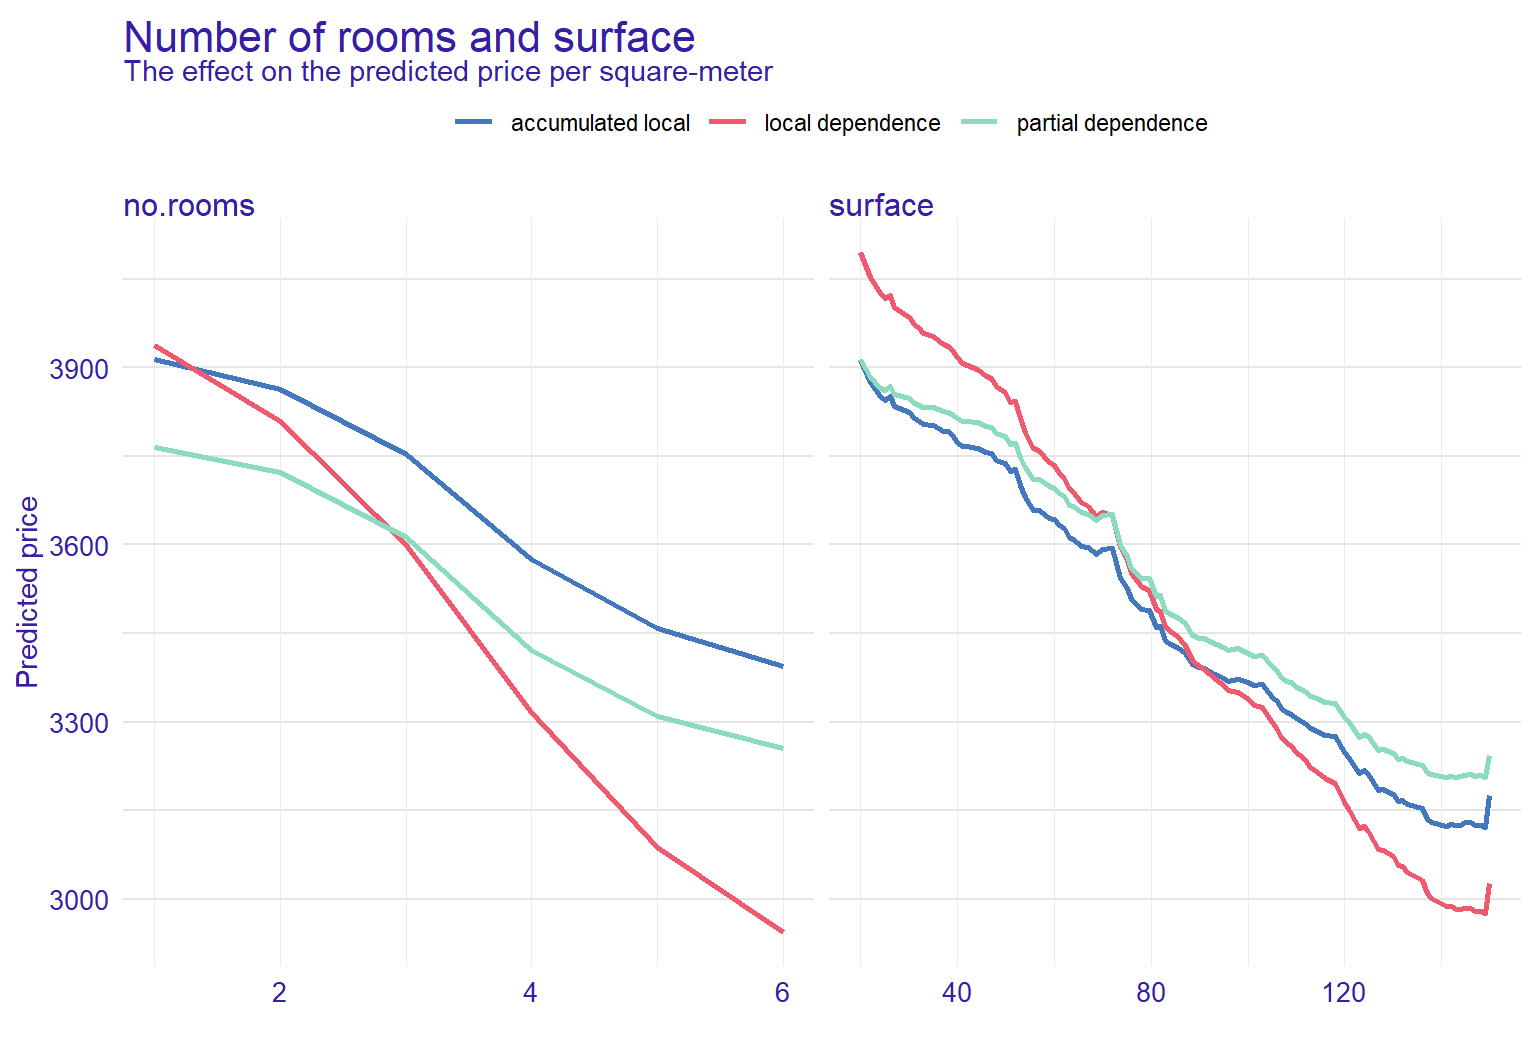 Number of rooms and surface
The effect on the predicted price per square-meter
accumulated local local dependence partial dependence
no.rooms surface
Predicted price
3900
3600
3300
3000
2 4 6 40 80 120